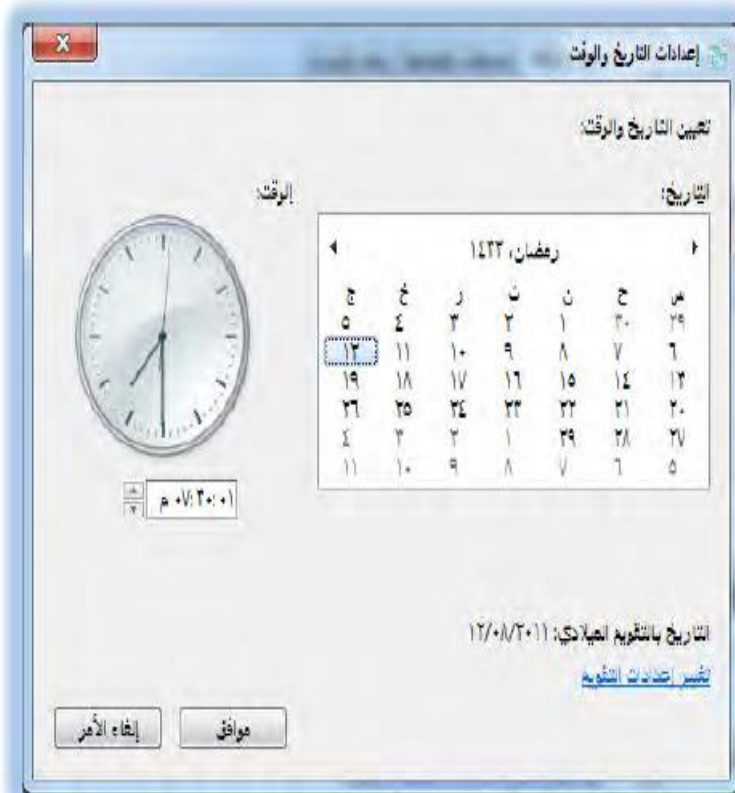 إعدادات التاريخ والوقت
تعيين التاريخ والوقت:
التاريخ:
رمضان، ١٤٣٢
س ح ن ث ر خ ج
٢٩ ٣٠ ١ ٢ ٣ ٤ ٥
٦ ٧ ٨ ٩ ١٠ ١١ ١٢
١٣ ١٤ ١٥ ١٦ ١٧ ١٨ ١٩
٢٠ ٢١ ٢٢ ٢٣ ٢٤ ٢٥ ٢٦
٢٧ ٢٨ ٢٩ ١ ٢ ٣ ٤
٥ ٦ ٧ ٨ ٩ ١٠ ١١
الوقت:
٠٧:٣٠:٠١ م
التاريخ بالتقويم الميلادي: ١٢/٠٨/٢٠١١
تغيير إعدادات التقويم
موافق
إلغاء الأمر